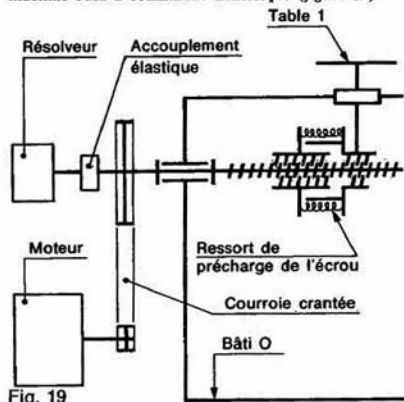 Table 1
Résolveur
Accouplement
élastique
Moteur
Ressort de
précharge de l'écrou
Courroie crantée
Bâti O
Fig. 19